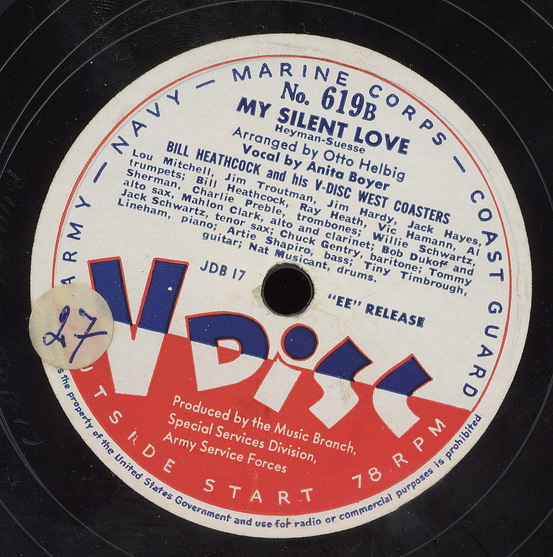 ARMY — NAVY — MARINE CORPS — COAST GUARD
No. 619B
MY SILENT LOVE
Heyman-Suesse
Arranged by Otto Helbig
Vocal by Anita Boyer
BILL HEATHCOCK and his V-DISC WEST COASTERS
Lou Mitchell, Jim Troutman, Jim Hardy, Jack Hayes,
trumpets; Bill Heathcock, Ray Heath, Vic Hamann, Al
Sherman, Charlie Preble, trombones; Willie Schwartz,
alto sax, Mahlon Clark, alto and clarinet; Bob Dukoff and
Jack Schwartz, tenor sax; Chuck Gentry, baritone; Tommy
Lineham, piano; Artie Shapiro, bass; Tiny Timbrough,
guitar; Nat Musicant, drums.
JDB 17
"EE" RELEASE
27
V DiSC
Produced by the Music Branch,
Special Services Division,
Army Service Forces
UTSIDE START 78 RPM
the property of the United States Government and use for radio or commercial purposes is prohibited